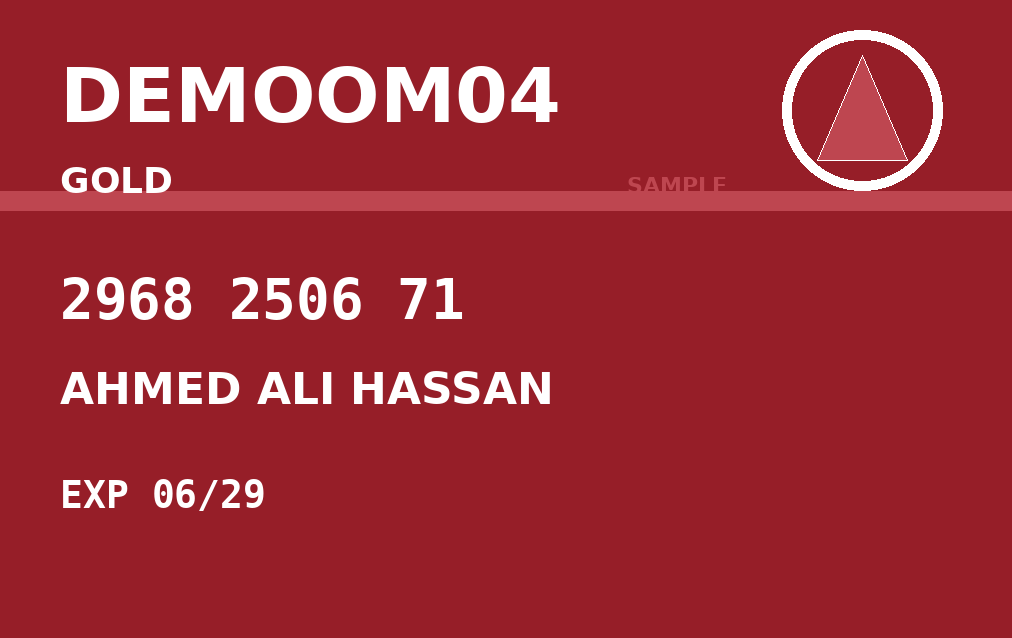 DEMOOM04
GOLD
SAMPLE
2968 2506 71
AHMED ALI HASSAN
EXP 06/29